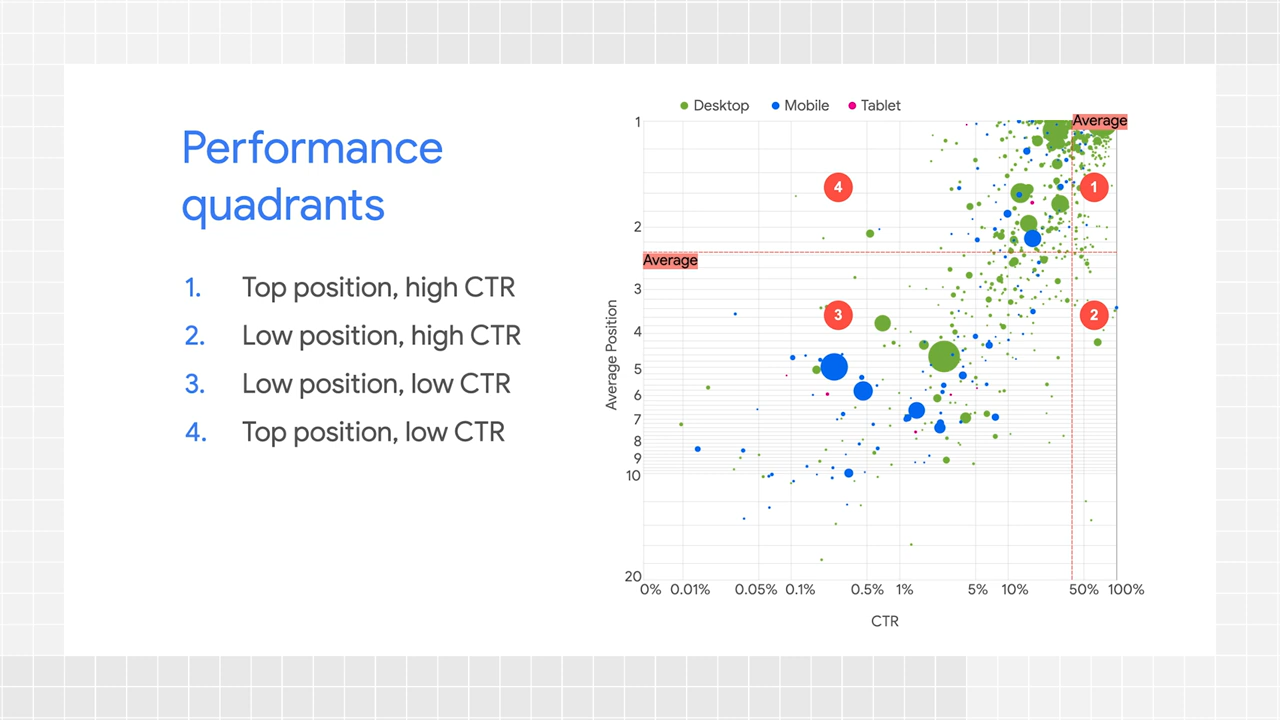 Performance
quadrants
1. Top position, high CTR
2. Low position, high CTR
3. Low position, low CTR
4. Top position, low CTR
Desktop Mobile Tablet
Average
Average
Average Position
1
2
3
4
5
6
7
8
9
10
20
4
1
3
2
0% 0.01% 0.05% 0.1% 0.5% 1% 5% 10% 50% 100%
CTR